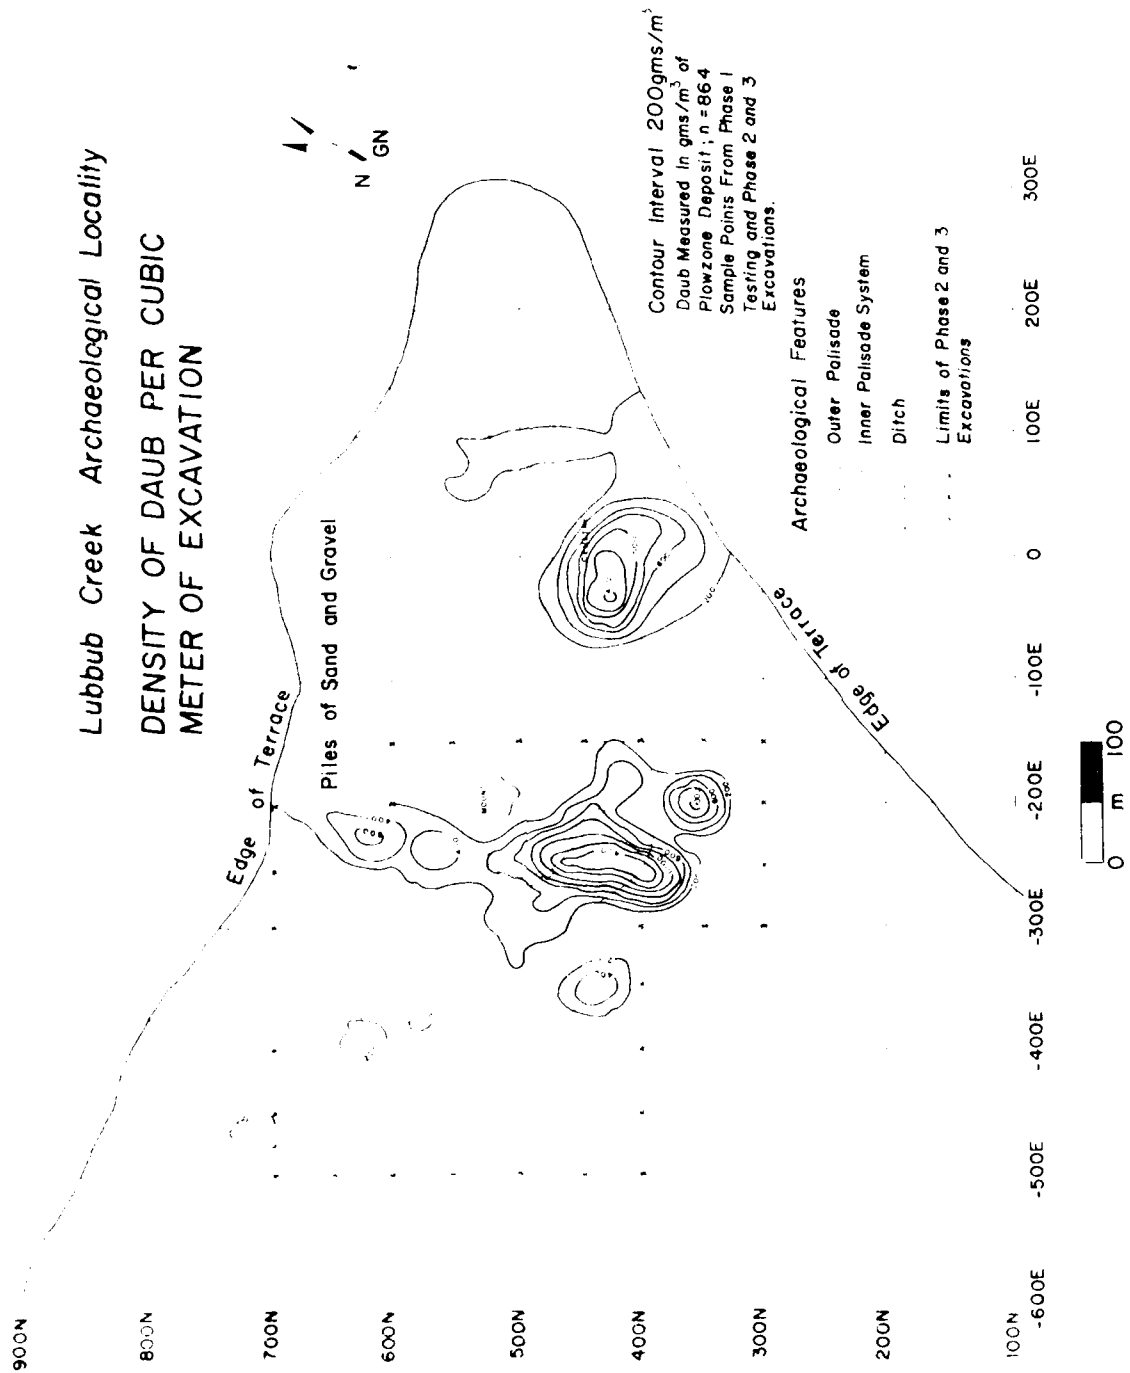 Lubbub Creek Archaeological Locality
DENSITY OF DAUB PER CUBIC
METER OF EXCAVATION
N
GN
Edge of Terrace
Piles of Sand and Gravel
MOUND
200
200
Edge of Terrace
Contour Interval 200gms/m³
Daub Measured In gms/m³ of
Plowzone Deposit; n = 864
Sample Points From Phase 1
Testing and Phase 2 and 3
Excavations.
Archaeological Features
Outer Palisade
Inner Palisade System
Ditch
Limits of Phase 2 and 3
Excavations
900N
800N
700N
600N
500N
400N
300N
200N
100N
-600E
-500E
-400E
-300E
-200E
-100E
0
100E
200E
300E
0
m
100